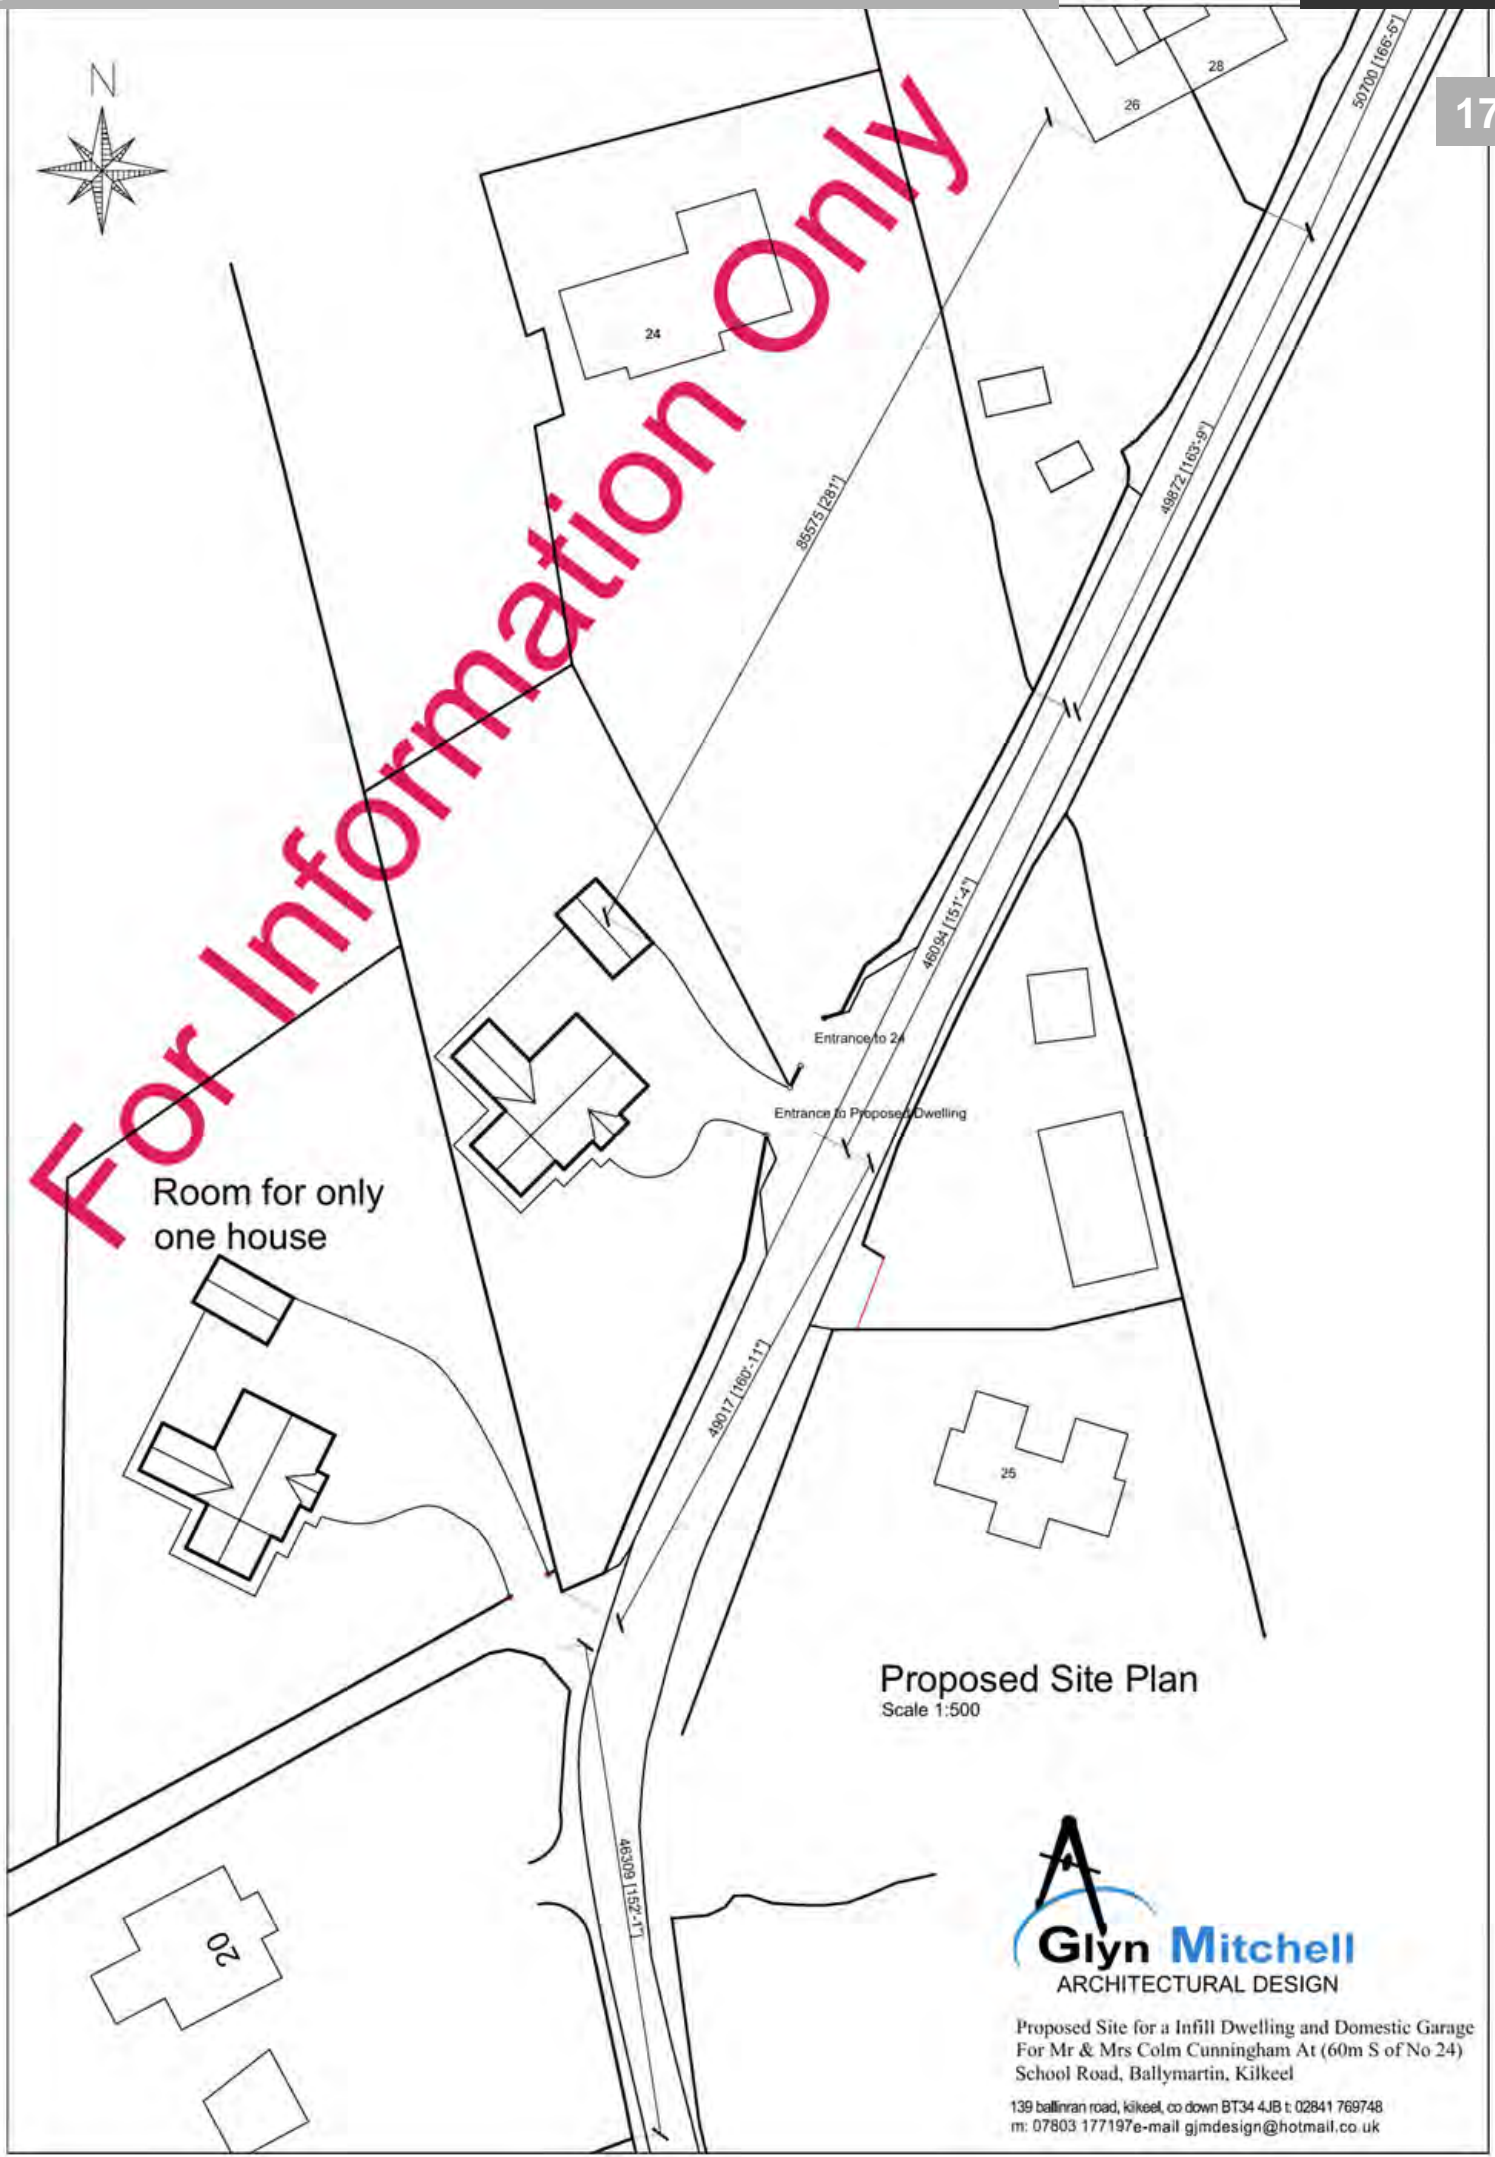 N
17
28
26
50700 [166'-6"]
24
49872 [163'-9"]
85575 [281']
For Information Only
46094 [151'-4"]
Entrance to 24
Entrance to Proposed Dwelling
Room for only
one house
49017 [160'-11"]
25
Proposed Site Plan
Scale 1:500
46309 [152'-1"]
20
Glyn Mitchell
ARCHITECTURAL DESIGN
Proposed Site for a Infill Dwelling and Domestic Garage
For Mr & Mrs Colm Cunningham At (60m S of No 24)
School Road, Ballymartin, Kilkeel
139 ballinran road, kilkeel, co down BT34 4JB t: 02841 769748
m: 07803 177197e-mail gjmdesign@hotmail.co.uk